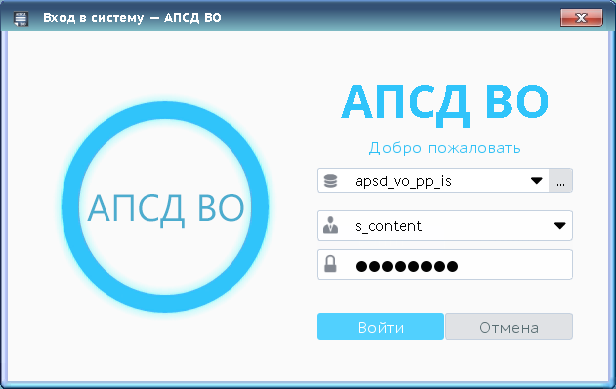 Вход в систему — АПСД ВО
АПСД ВО
АПСД ВО
Добро пожаловать
apsd_vo_pp_is
...
s_content
●●●●●●●●
Войти
Отмена